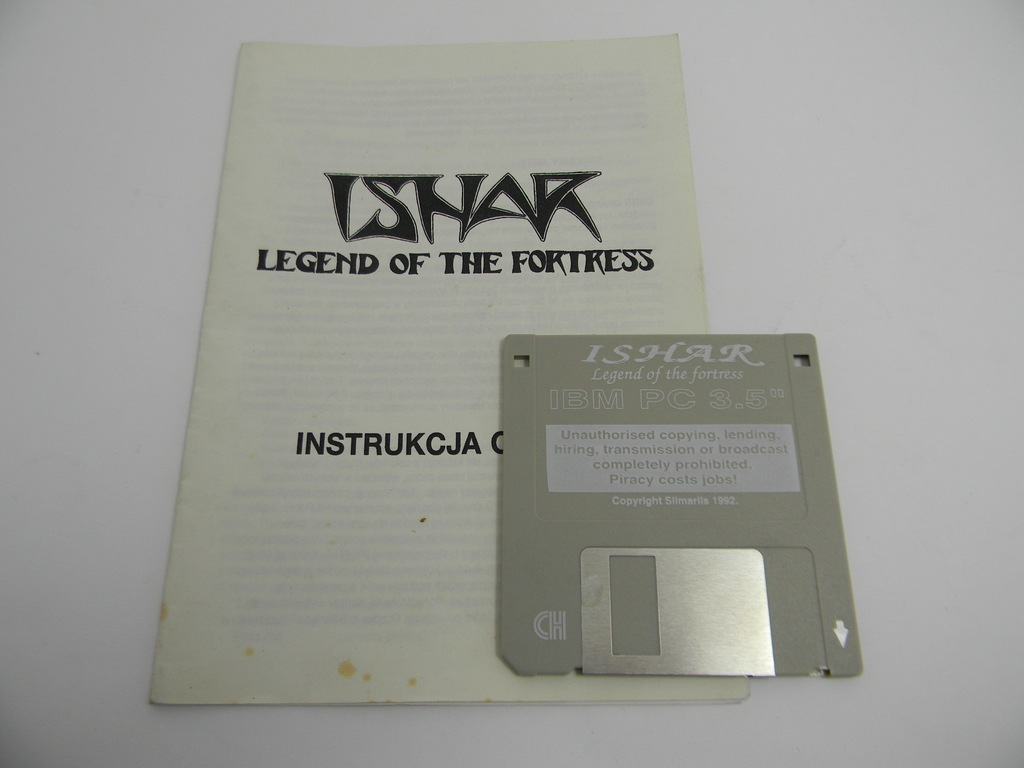 ISHAR
LEGEND OF THE FORTRESS
INSTRUKCJA
ISHAR
Legend of the fortress
IBM PC 3.5"
Unauthorised copying, lending,
hiring, transmission or broadcast
completely prohibited.
Piracy costs jobs!
Copyright Silmarils 1992.
CH